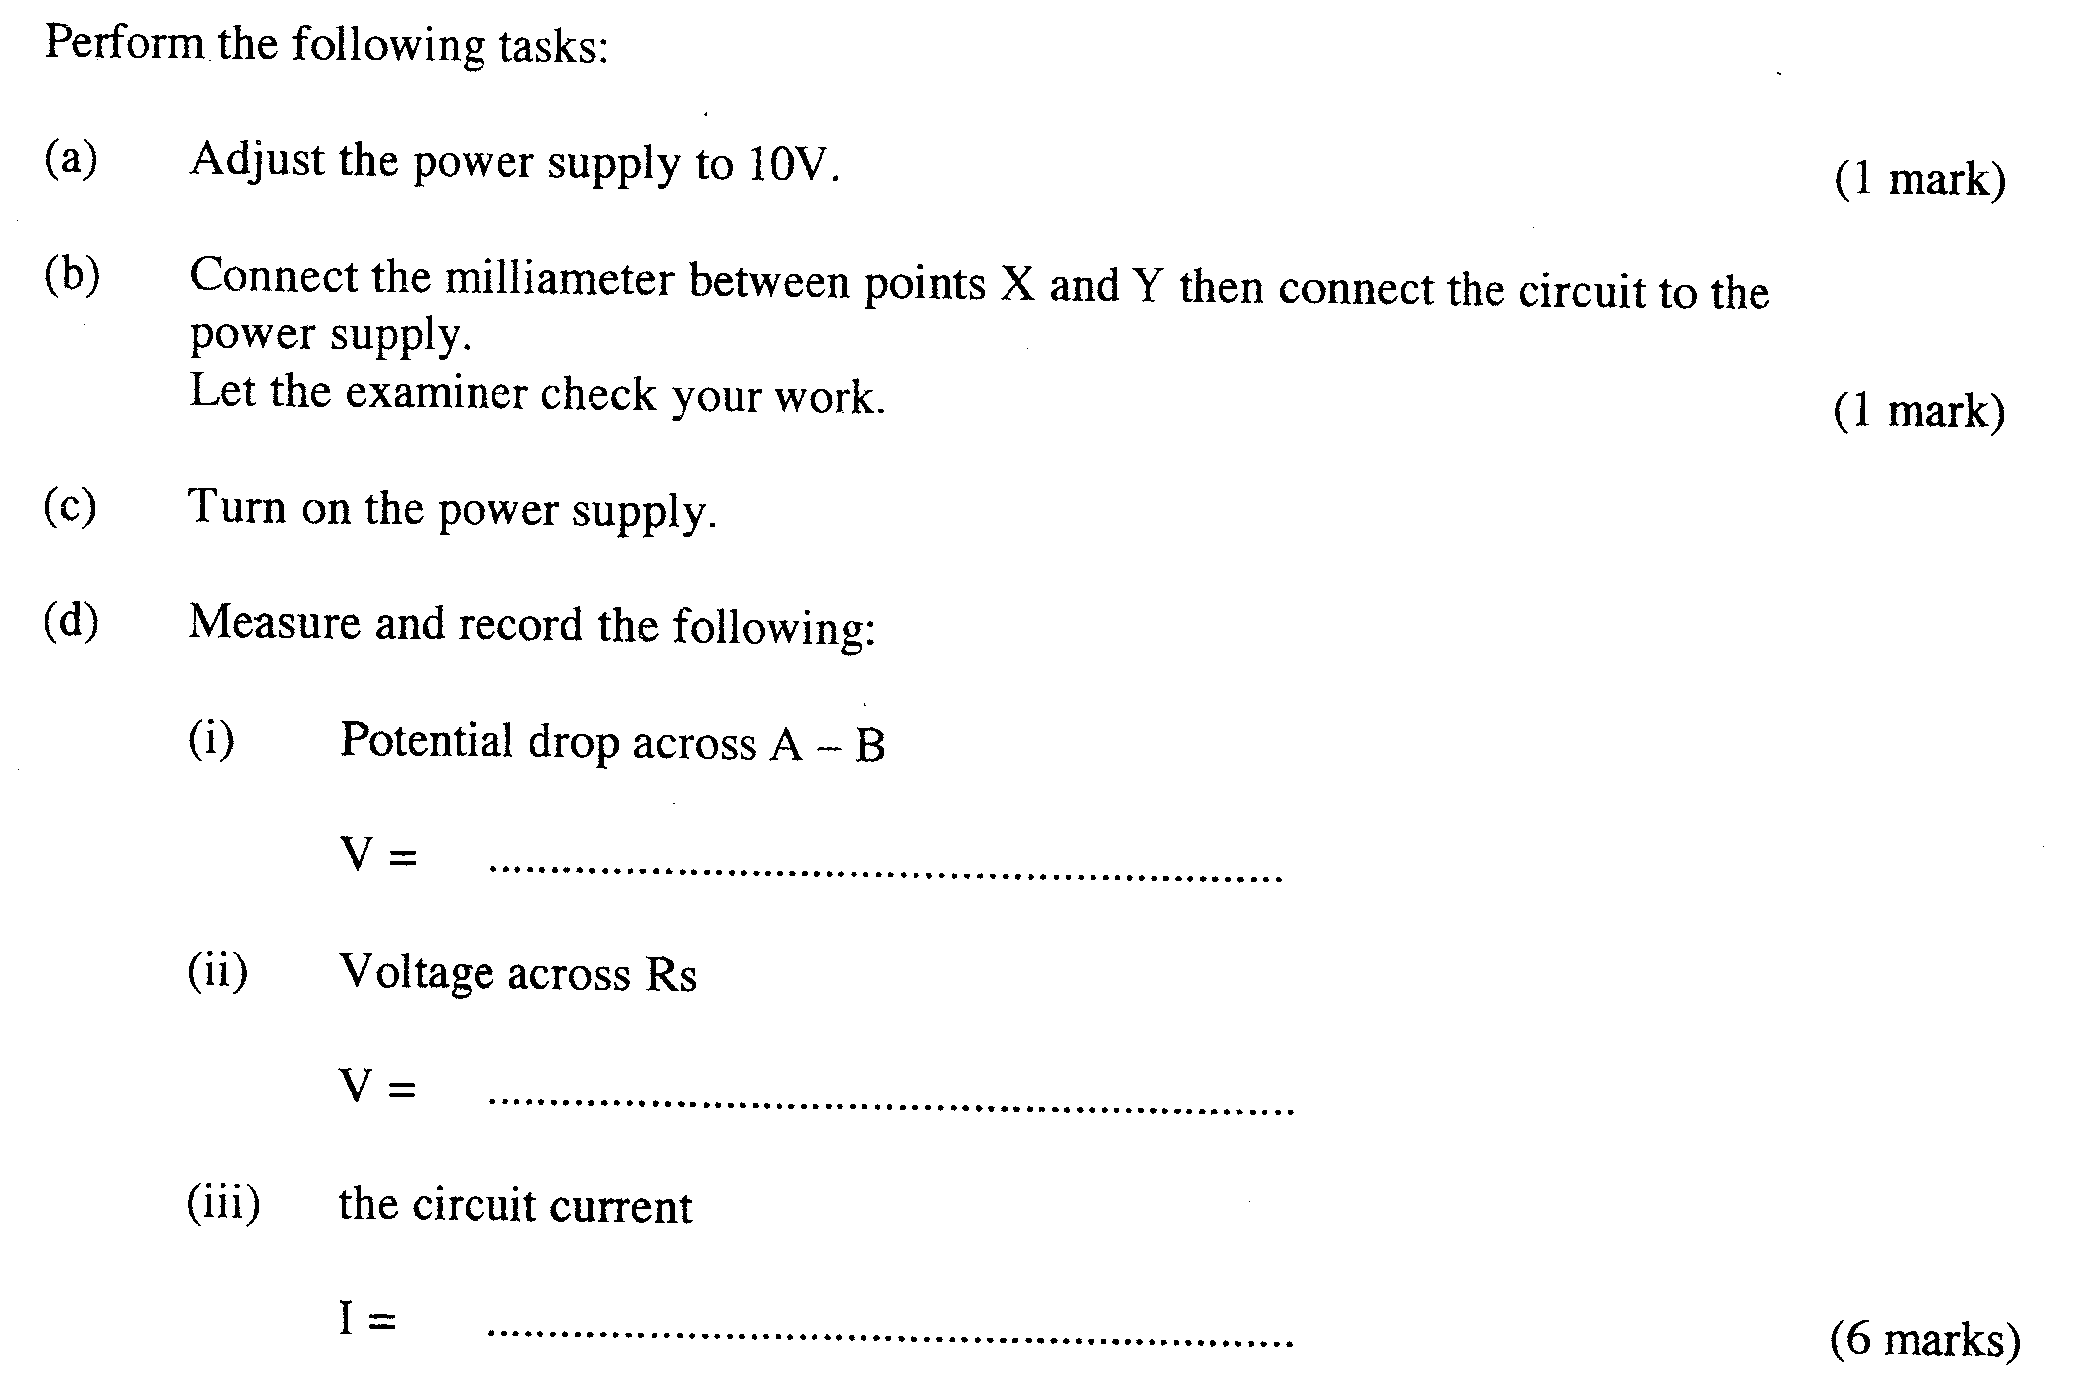 Perform the following tasks:
(a) Adjust the power supply to 10V. (1 mark)
(b) Connect the milliameter between points X and Y then connect the circuit to the
power supply.
Let the examiner check your work. (1 mark)
(c) Turn on the power supply.
(d) Measure and record the following:
(i) Potential drop across A – B
V = ....................................................................
(ii) Voltage across Rs
V = ....................................................................
(iii) the circuit current
I = .................................................................... (6 marks)